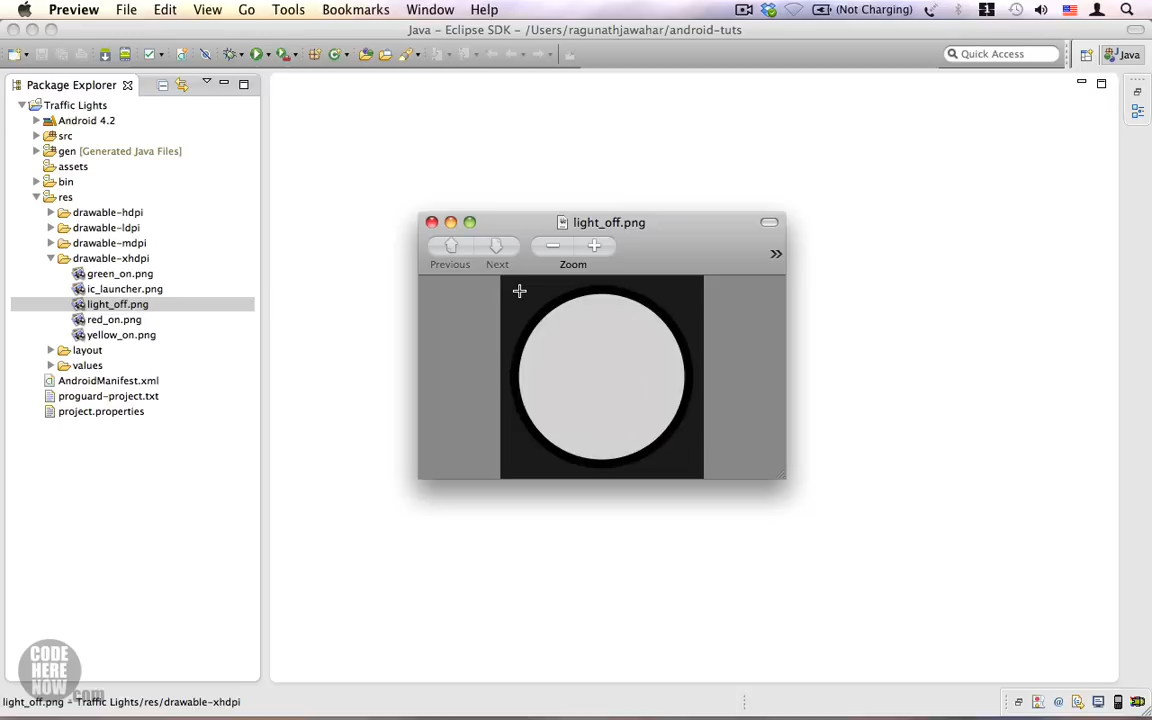 Preview File Edit View Go Tools Bookmarks Window Help (Not Charging)
Java – Eclipse SDK – /Users/ragunathjawahar/android-tuts
Quick Access Java
Package Explorer
Traffic Lights
Android 4.2
src
gen [Generated Java Files]
assets
bin
res
drawable-hdpi
drawable-ldpi
drawable-mdpi
drawable-xhdpi
green_on.png
ic_launcher.png
light_off.png
red_on.png
yellow_on.png
layout
values
AndroidManifest.xml
proguard-project.txt
project.properties
light_off.png
Previous Next Zoom
CODE
HERE
NOW.com
light_off.png – Traffic Lights/res/drawable-xhdpi